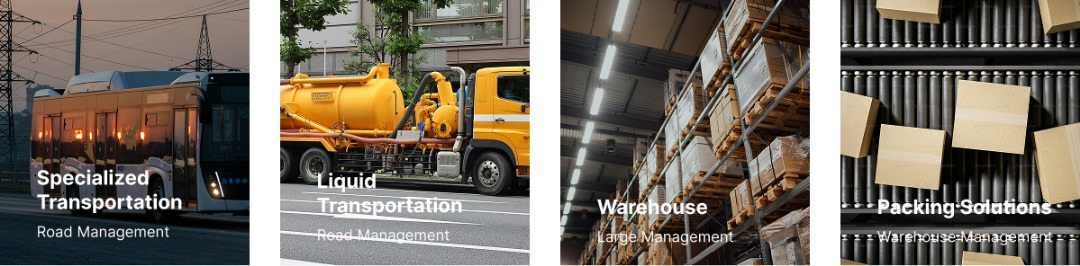 Specialized
Transportation
Road Management
Liquid
Transportation
Road Management
Warehouse
Large Management
Packing Solutions
Warehouse Management